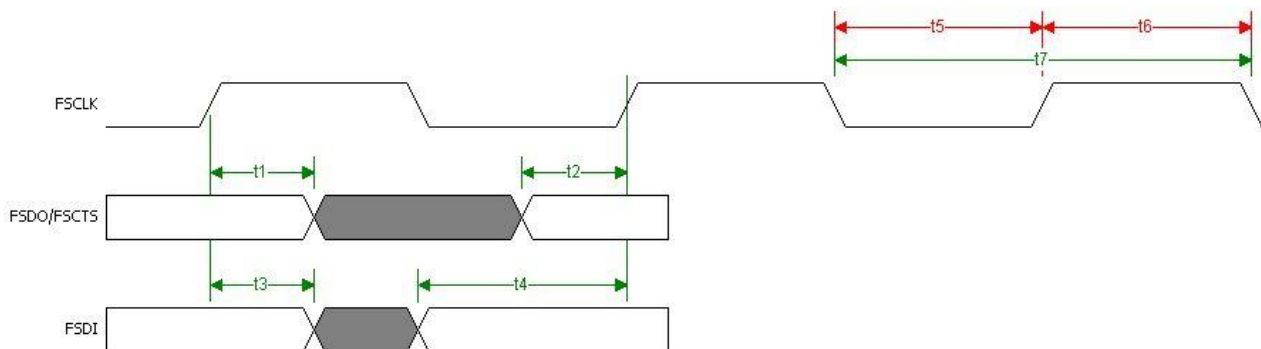 t5 t6
t7
FSCLK
t1 t2
FSDO/FSCTS
t3 t4
FSDI